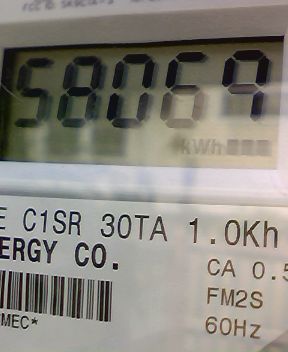 58069
kWh
E C1SR 30TA 1.0Kh
ERGY CO.
CA 0.5
FM2S
MEC*
60Hz